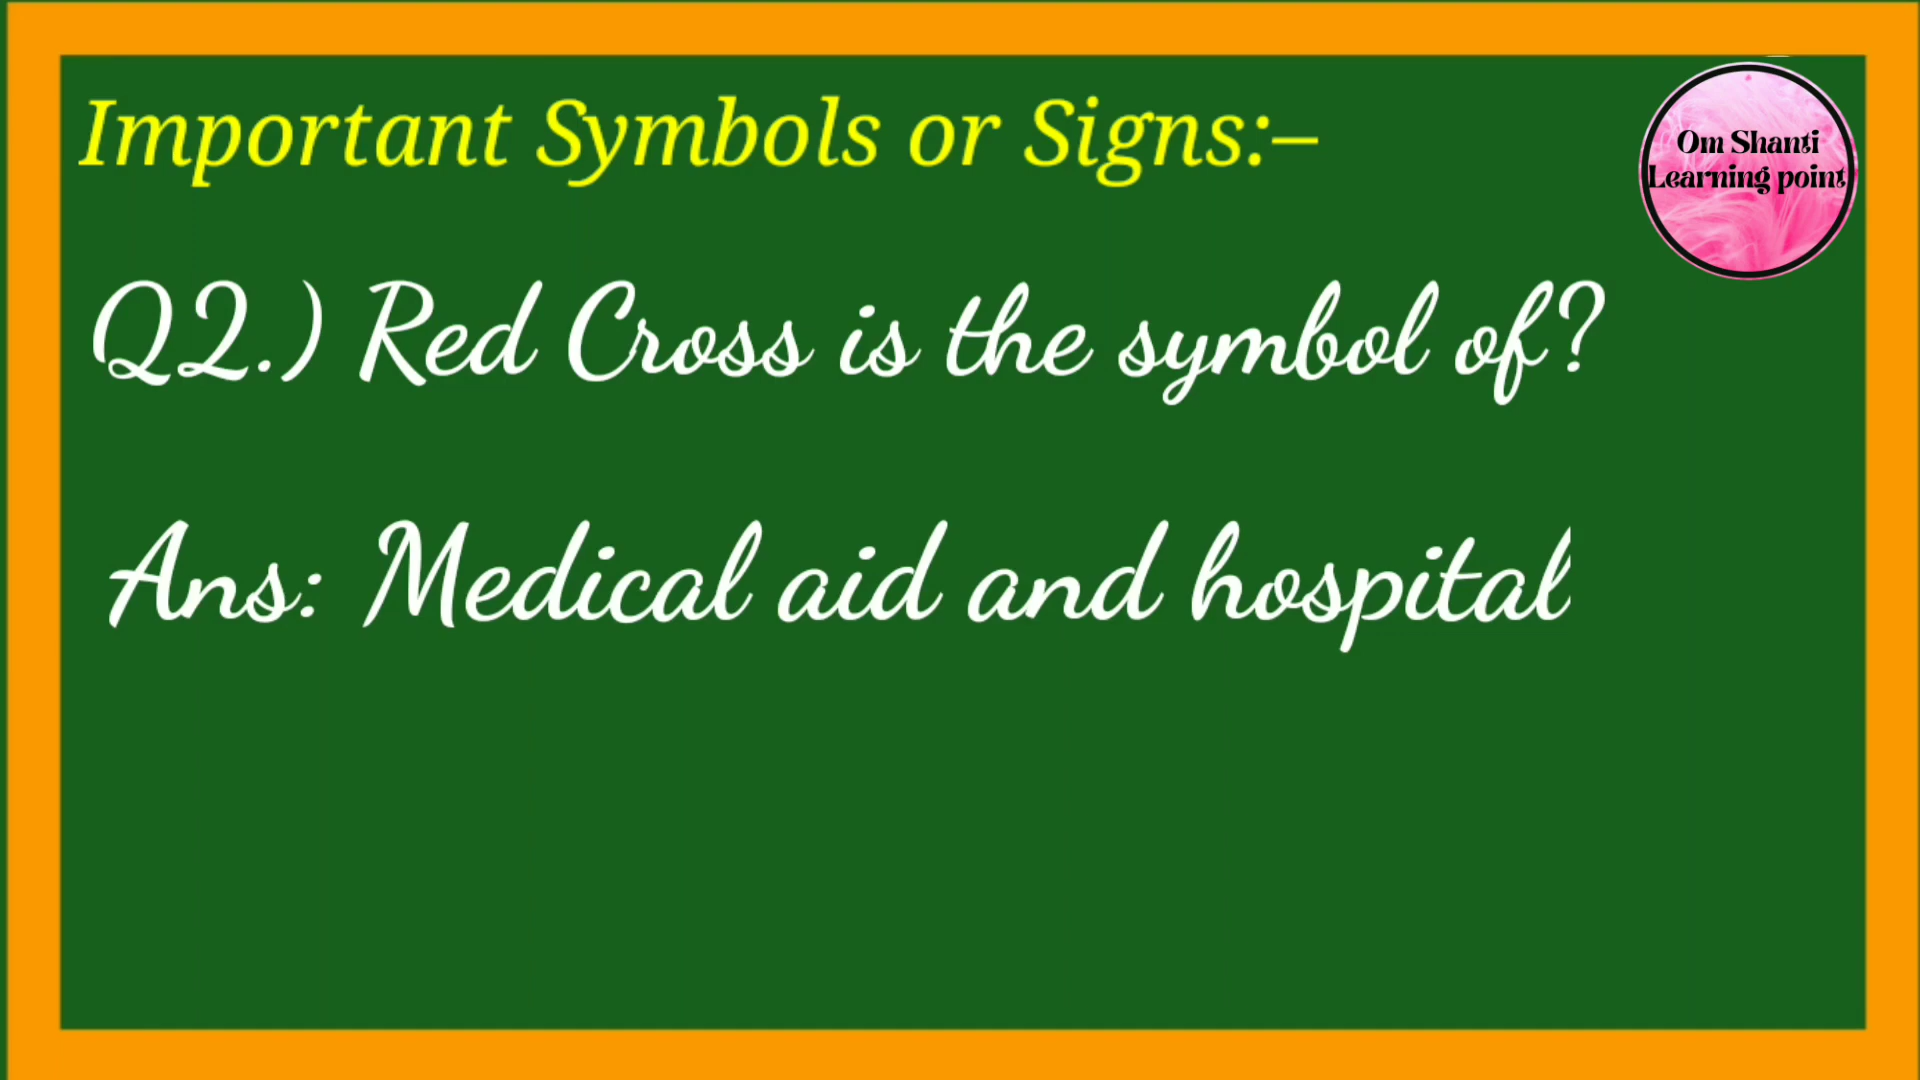 Important Symbols or Signs:–
Om Shanti
Learning point
Q2.) Red Cross is the symbol of?
Ans: Medical aid and hospital